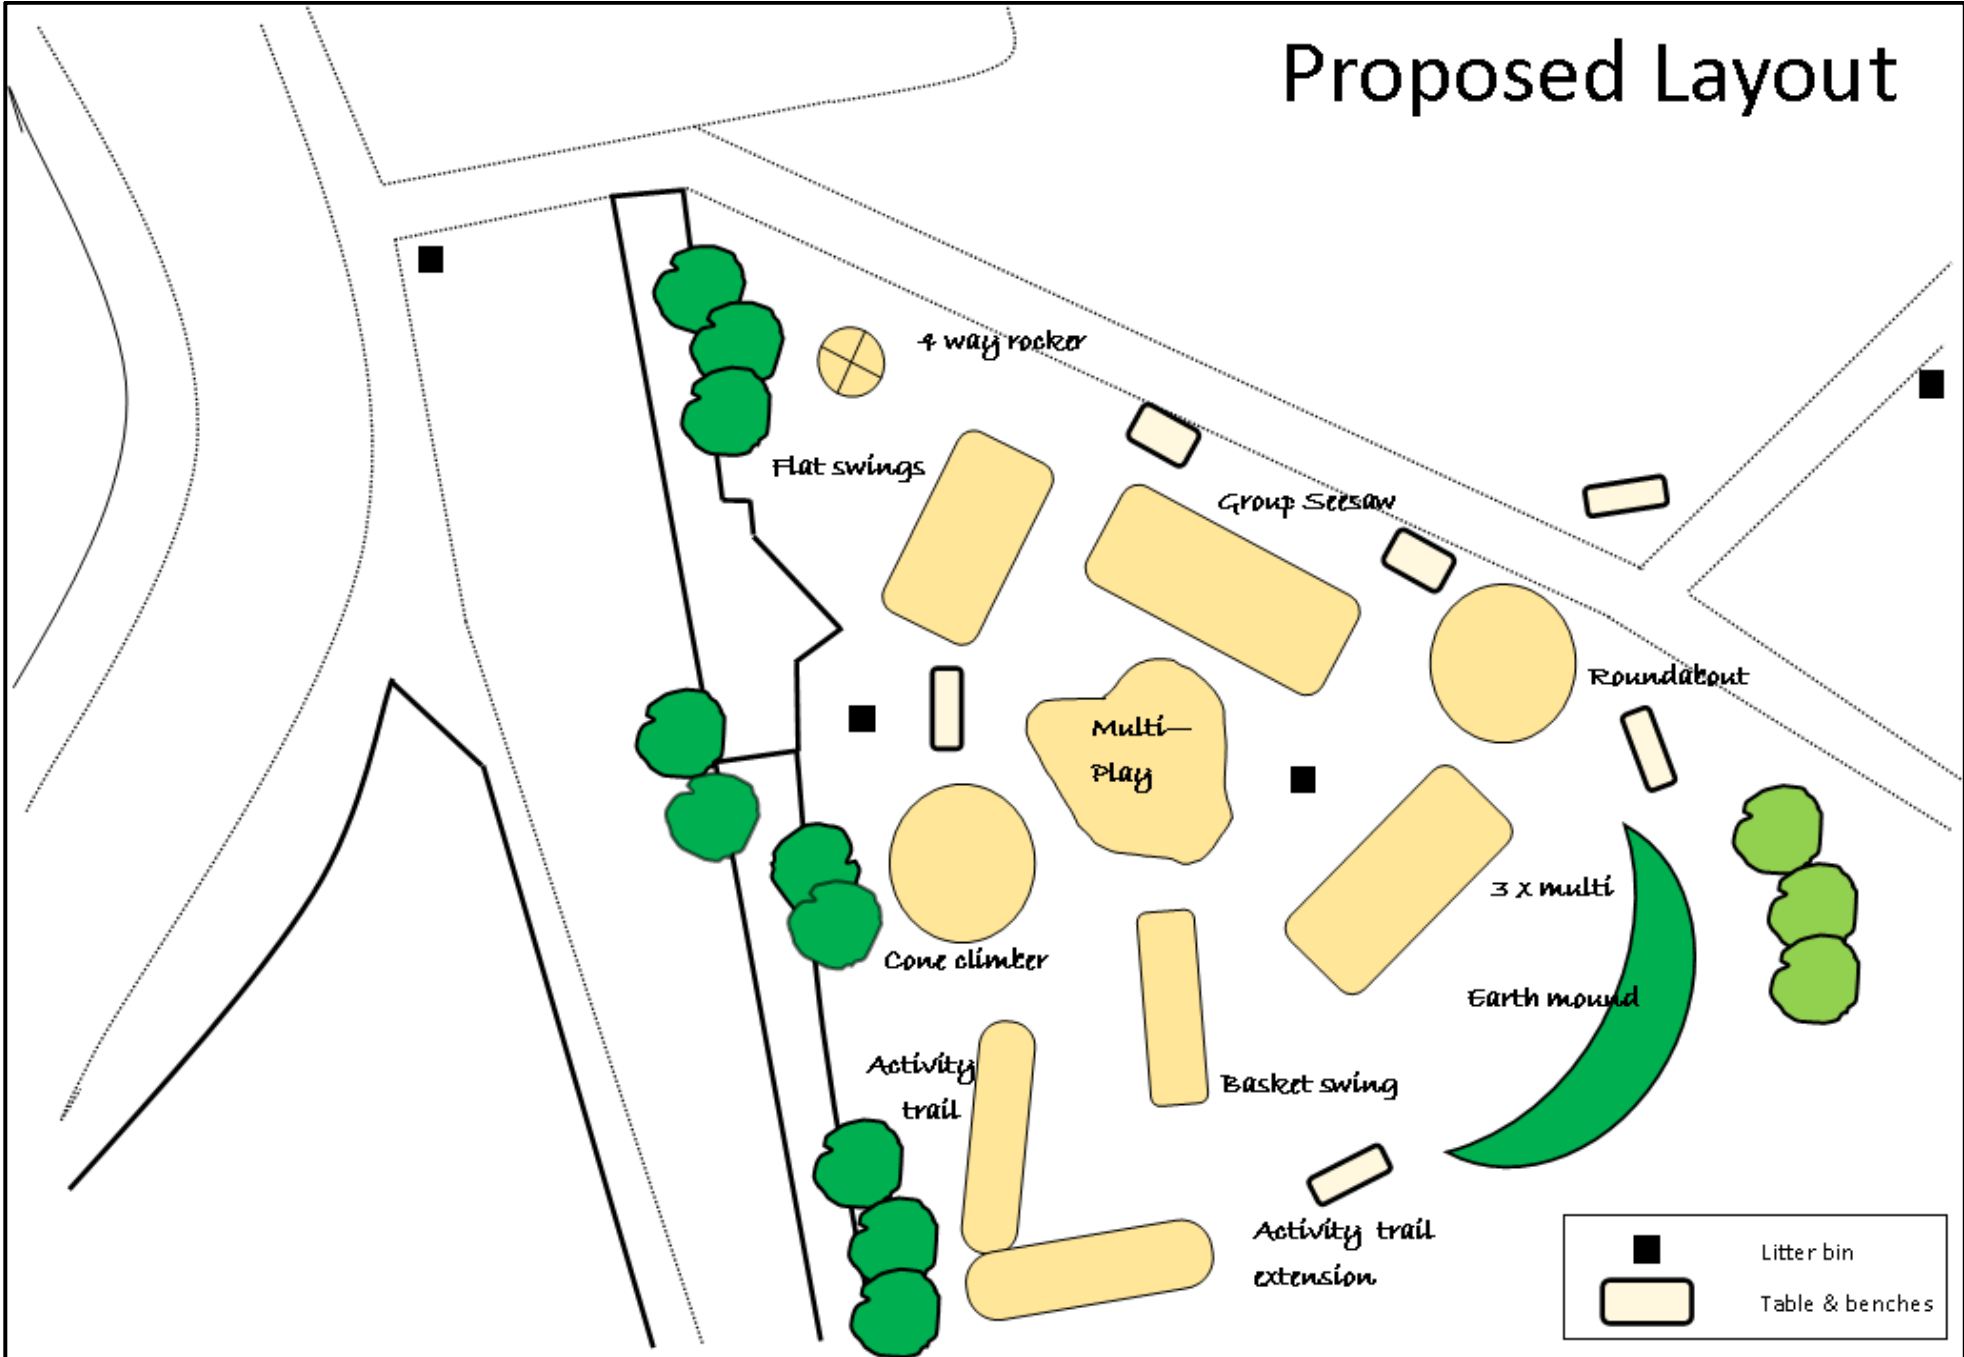 Proposed Layout
4 way rocker
Flat swings
Group Seesaw
Roundabout
Multi—
Play
3 x multi
Cone climber
Earth mound
Activity
trail
Basket swing
Activity trail
extension
Litter bin
Table & benches